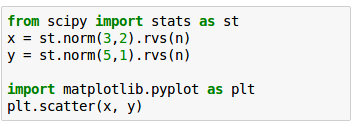 from scipy import stats as st
x = st.norm(3,2).rvs(n)
y = st.norm(5,1).rvs(n)
import matplotlib.pyplot as plt
plt.scatter(x, y)